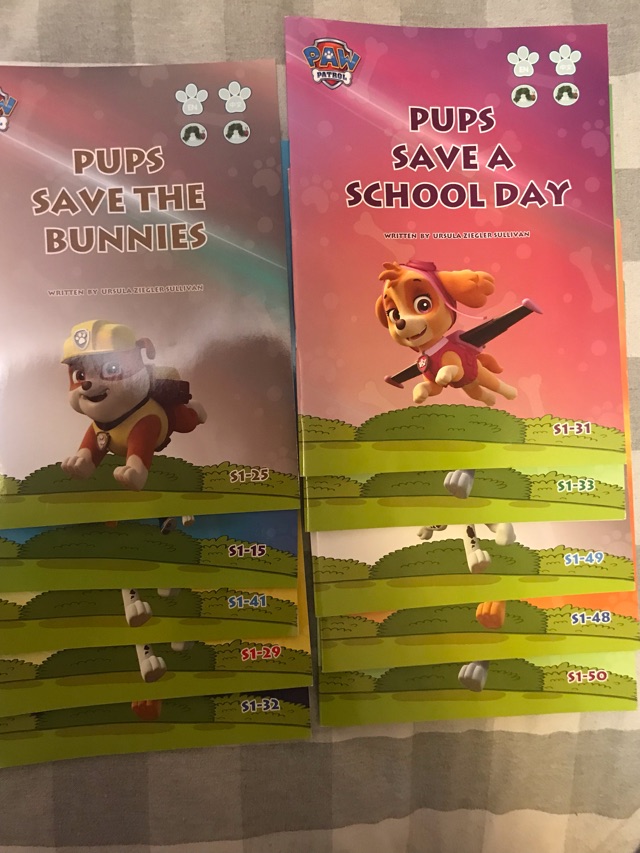 PUPS
SAVE THE
BUNNIES
WRITTEN BY URSULA ZIEGLER SULLIVAN
S1-25
S1-15
S1-41
S1-29
S1-32
PAW
PATROL
PUPS
SAVE A
SCHOOL DAY
WRITTEN BY URSULA ZIEGLER SULLIVAN
S1-31
S1-33
S1-49
S1-48
S1-50